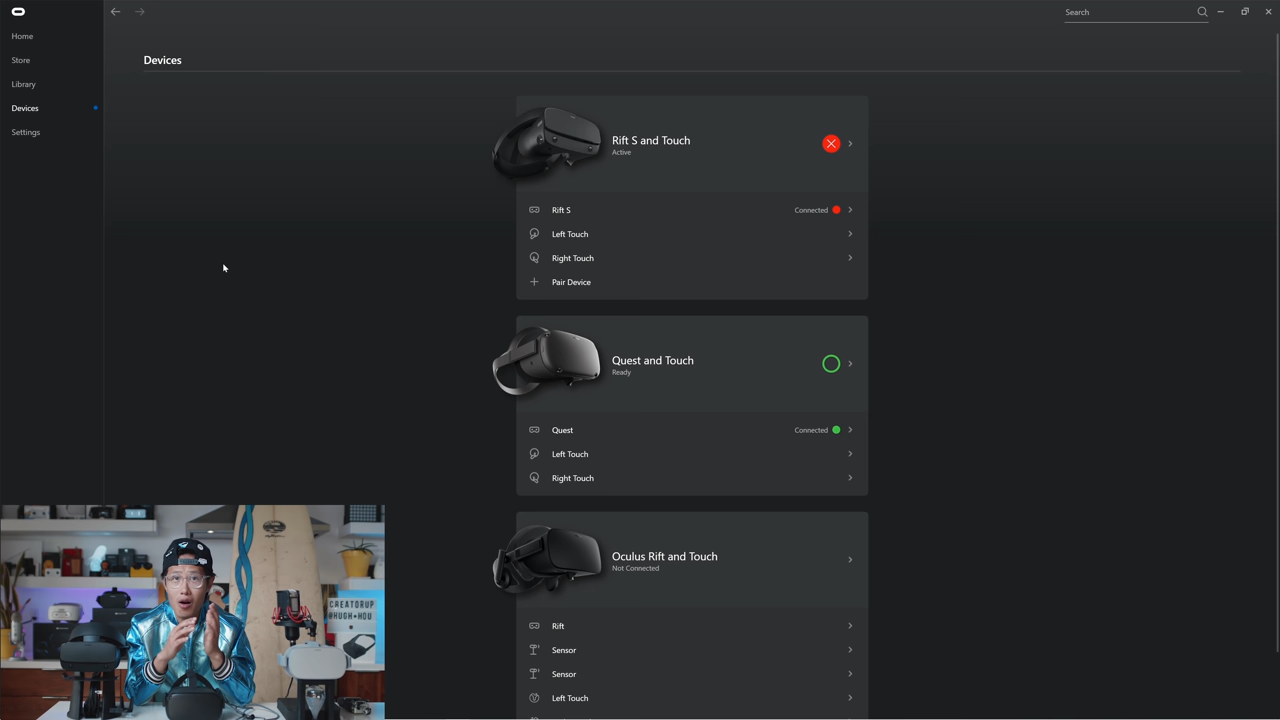 Search
Home
Store
Library
Devices
Settings
Devices
Rift S and Touch
Active
Rift S
Connected
Left Touch
Right Touch
Pair Device
Quest and Touch
Ready
Quest
Connected
Left Touch
Right Touch
Oculus Rift and Touch
Not Connected
Rift
Sensor
Sensor
Left Touch
CREATORUP
@HUGH★HOU